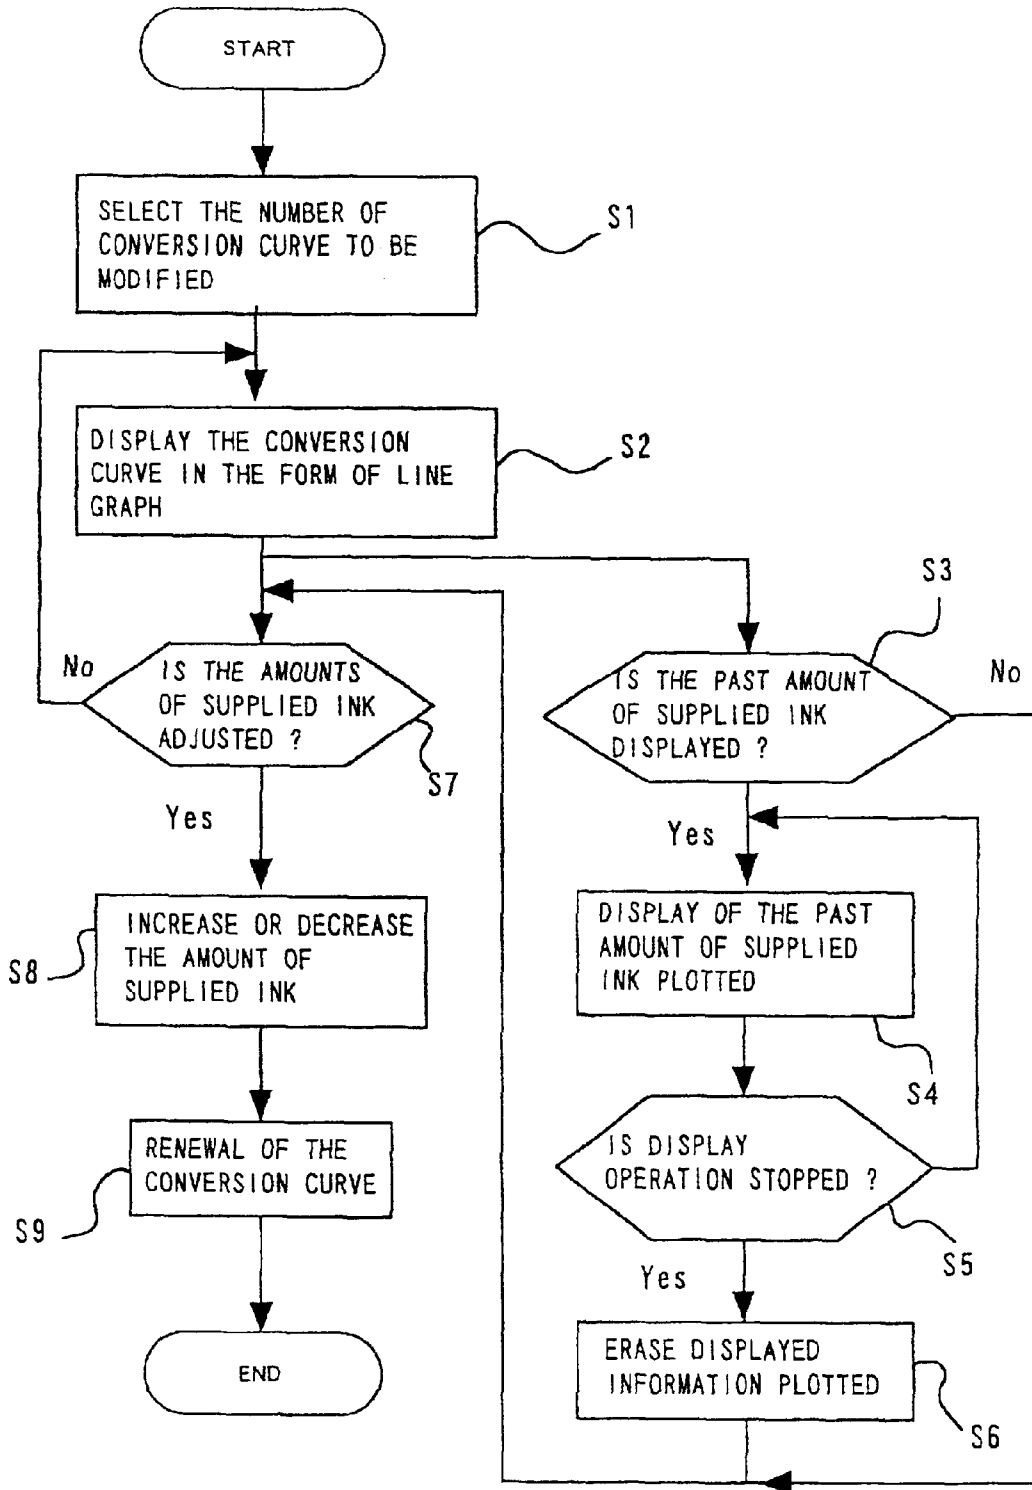 START
SELECT THE NUMBER OF
CONVERSION CURVE TO BE
MODIFIED
S1
DISPLAY THE CONVERSION
CURVE IN THE FORM OF LINE
GRAPH
S2
S3
No
IS THE AMOUNTS
OF SUPPLIED INK
ADJUSTED ?
S7
IS THE PAST AMOUNT
OF SUPPLIED INK
DISPLAYED ?
No
Yes
Yes
INCREASE OR DECREASE
THE AMOUNT OF
SUPPLIED INK
S8
DISPLAY OF THE PAST
AMOUNT OF SUPPLIED
INK PLOTTED
S4
RENEWAL OF THE
CONVERSION CURVE
S9
IS DISPLAY
OPERATION STOPPED ?
S5
Yes
END
ERASE DISPLAYED
INFORMATION PLOTTED
S6